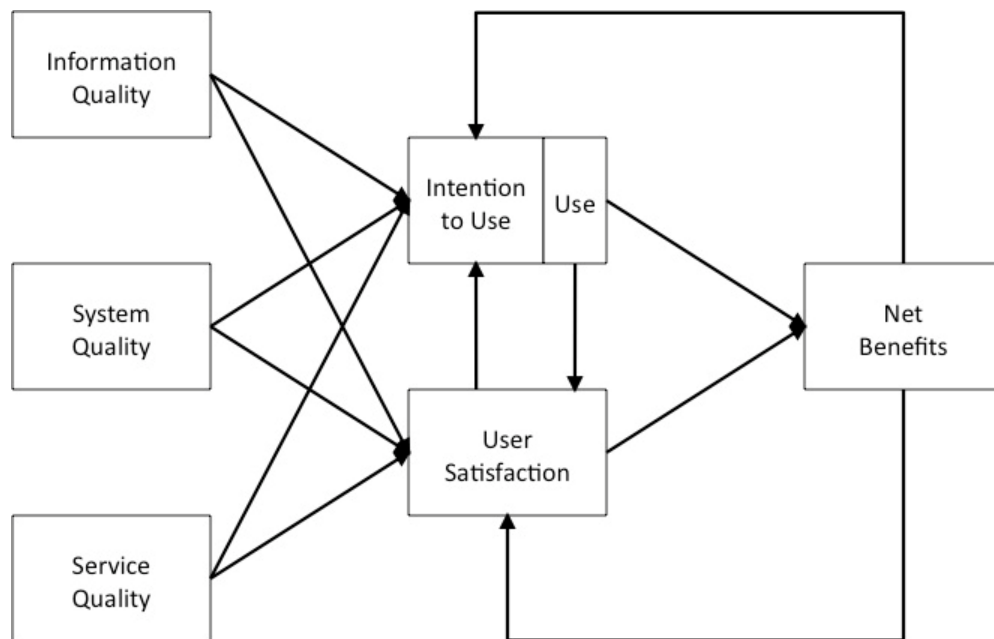 Information
Quality
Intention
to Use
Use
System
Quality
Net
Benefits
User
Satisfaction
Service
Quality